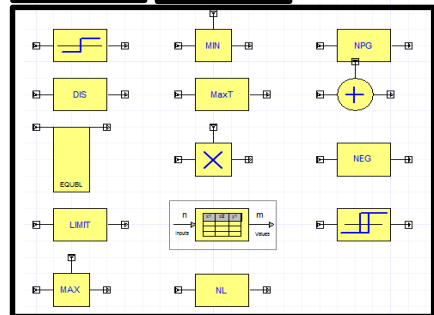 MIN
NPG
DIS
MaxT
EQUBL
NEG
LIMIT
n
m
Inputs
Values
MAX
NL